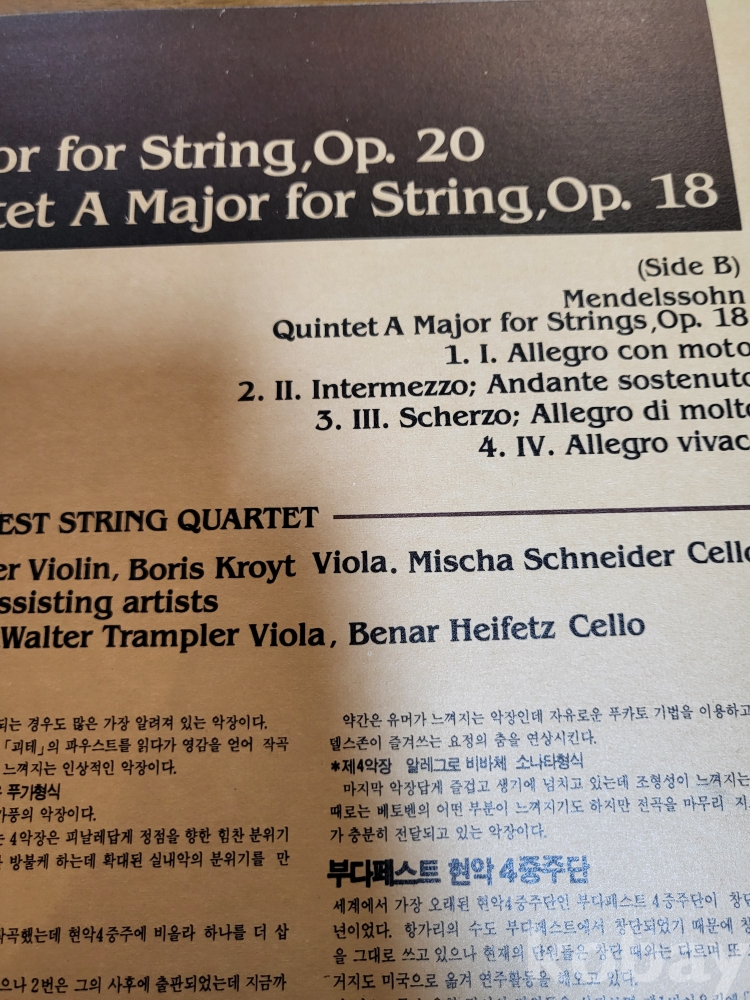 or for String,Op. 20
tet A Major for String,Op. 18
(Side B)
Mendelssohn
Quintet A Major for Strings,Op. 18
1. I. Allegro con moto
2. II. Intermezzo; Andante sostenuto
3. III. Scherzo; Allegro di molto
4. IV. Allegro vivac
EST STRING QUARTET
er Violin, Boris Kroyt Viola. Mischa Schneider Cello
ssisting artists
Walter Trampler Viola, Benar Heifetz Cello
되는 경우도 많은 가장 알려져 있는 악장이다.
「괴테」의 파우스트를 읽다가 영감을 얻어 작곡
느껴지는 인상적인 악장이다.
푸가형식
가풍의 악장이다.
는 4악장은 피날레답게 정점을 향한 힘찬 분위기
방불케 하는데 확대된 실내악의 분위기를 만
작곡했는데 현악4중주에 비올라 하나를 더 삽
으나 2번은 그의 사후에 출판되었는데 지금까
약간은 유머가 느껴지는 악장인데 자유로운 푸카토 기법을 이용하고
델스존이 즐겨쓰는 요정의 춤을 연상시킨다.
*제4악장 알레그로 비바체 소나타형식
마지막 악장답게 즐겁고 생기에 넘치고 있는데 조형성이 느껴지는
때로는 베토벤의 어떤 부분이 느껴지기도 하지만 전곡을 마무리 지
가 충분히 전달되고 있는 악장이다.
부다페스트 현악 4중주단
세계에서 가장 오래된 현악4중주단인 부다페스트 4중주단이 창단
년이었다. 항가리의 수도 부다페스트에서 창단되었기 때문에 창
을 그대로 쓰고 있으나 현재의 단원들은 창단 때와는 다르며 또
거지도 미국으로 옮겨 연주활동을 해오고 있다.